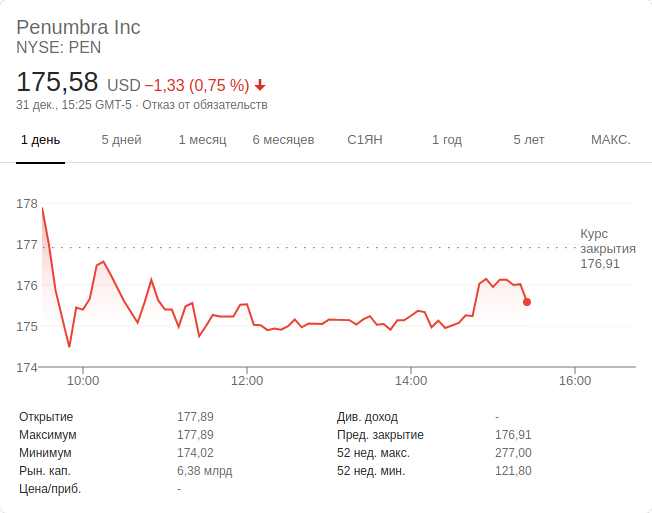 Penumbra Inc
NYSE: PEN
175,58 USD −1,33 (0,75 %)
31 дек., 15:25 GMT-5 · Отказ от обязательств
1 день 5 дней 1 месяц 6 месяцев С1ЯН 1 год 5 лет МАКС.
178
177
176
175
174
Курс
закрытия
176,91
10:00 12:00 14:00 16:00
Открытие 177,89 Див. доход -
Максимум 177,89 Пред. закрытие 176,91
Минимум 174,02 52 нед. макс. 277,00
Рын. кап. 6,38 млрд 52 нед. мин. 121,80
Цена/приб. -